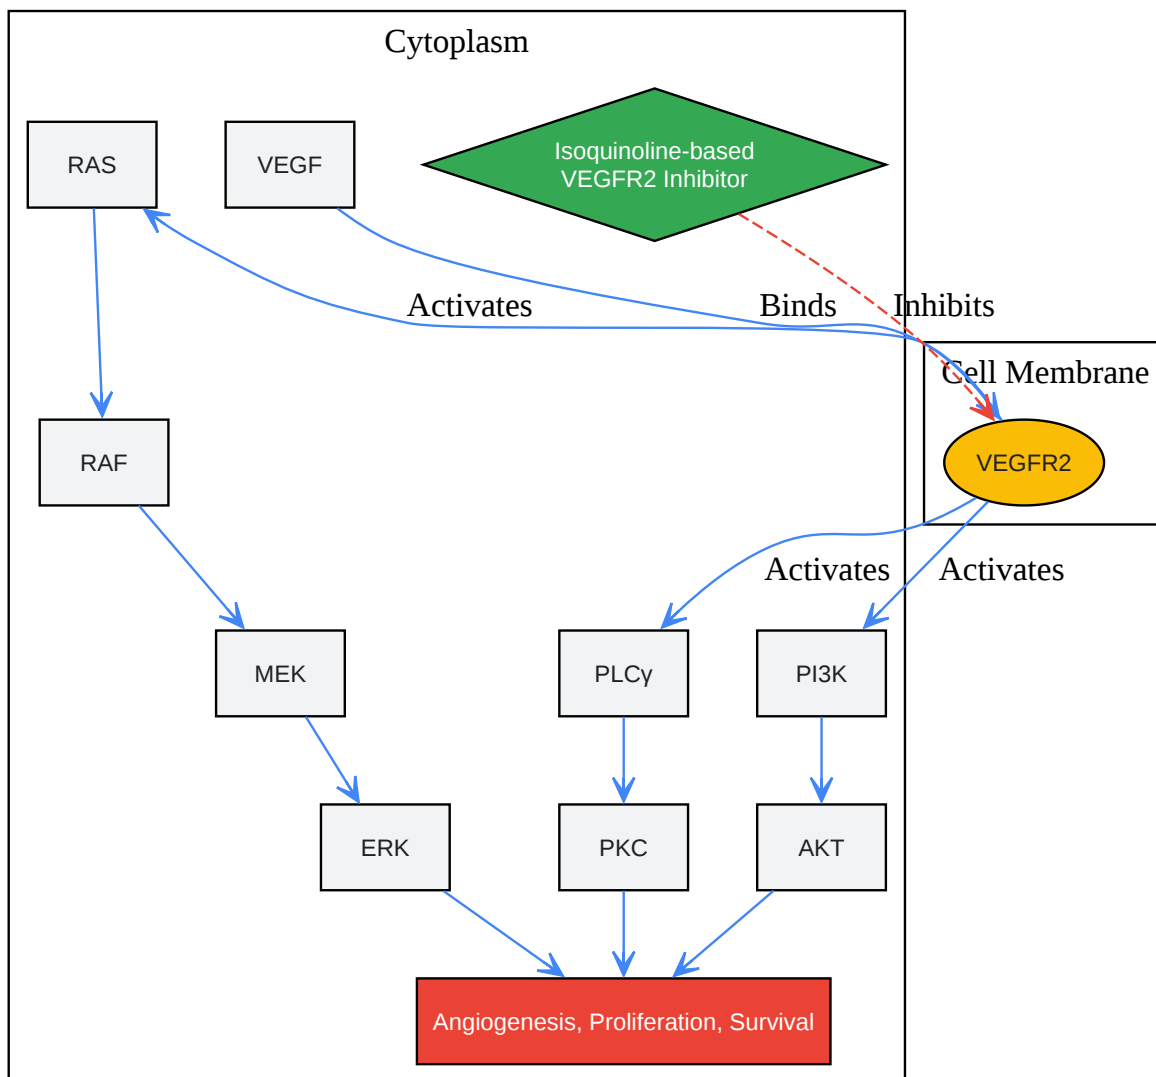 Cytoplasm
RAS
VEGF
Isoquinoline-based
VEGFR2 Inhibitor
Activates
Binds
Inhibits
Cell Membrane
RAF
VEGFR2
Activates
Activates
MEK
PLCγ
PI3K
ERK
PKC
AKT
Angiogenesis, Proliferation, Survival